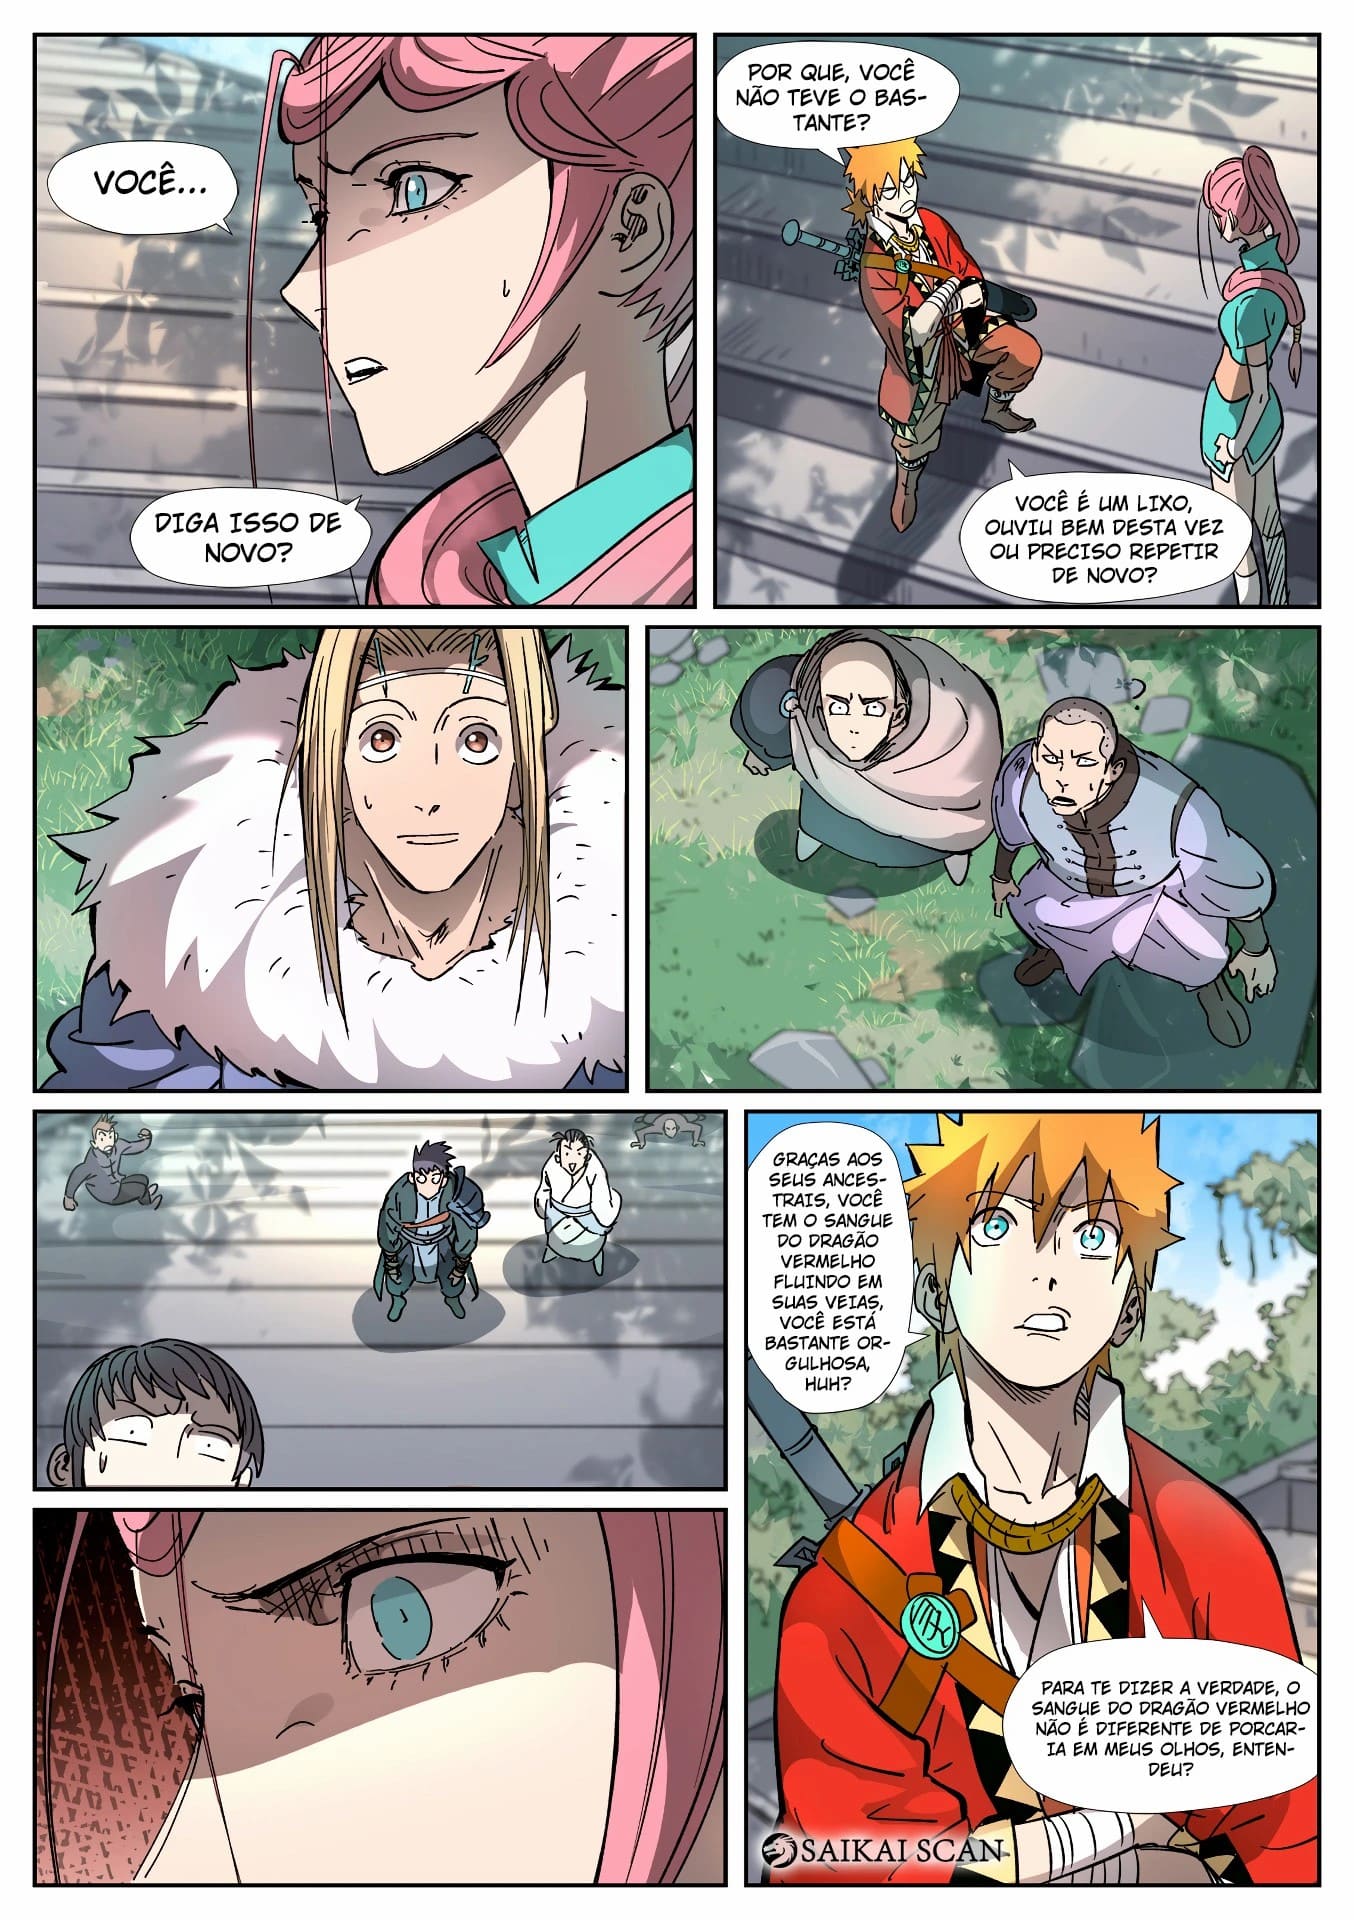 VOCÊ...
DIGA ISSO DE
NOVO?
POR QUE, VOCÊ
NÃO TEVE O BAS-
TANTE?
VOCÊ É UM LIXO,
OUVIU BEM DESTA VEZ
OU PRECISO REPETIR
DE NOVO?
GRAÇAS AOS
SEUS ANCES-
TRAIS, VOCÊ
TEM O SANGUE
DO DRAGÃO
VERMELHO
FLUINDO EM
SUAS VEIAS,
VOCÊ ESTÁ
BASTANTE OR-
GULHOSA,
HUH?
PARA TE DIZER A VERDADE, O
SANGUE DO DRAGÃO VERMELHO
NÃO É DIFERENTE DE PORCAR-
IA EM MEUS OLHOS, ENTEN-
DEU?
SAIKAI SCAN